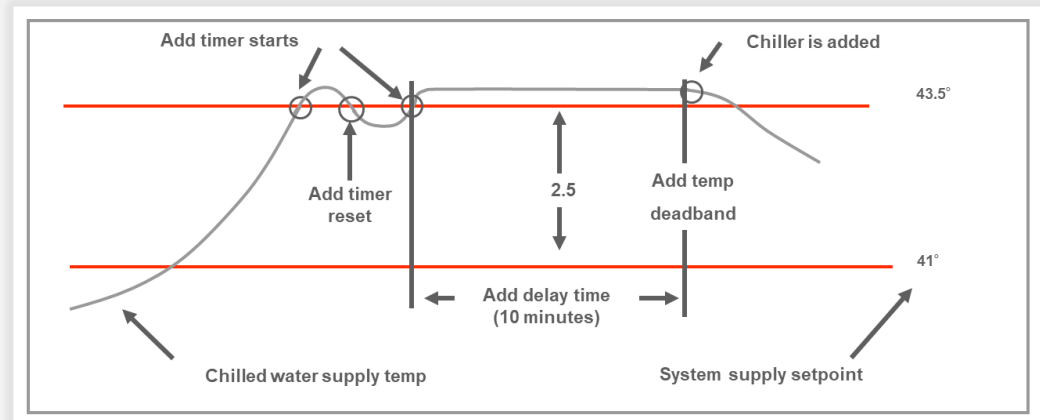 Add timer starts
Chiller is added
43.5°
Add timer
reset
2.5
Add temp
deadband
41°
Add delay time
(10 minutes)
Chilled water supply temp
System supply setpoint